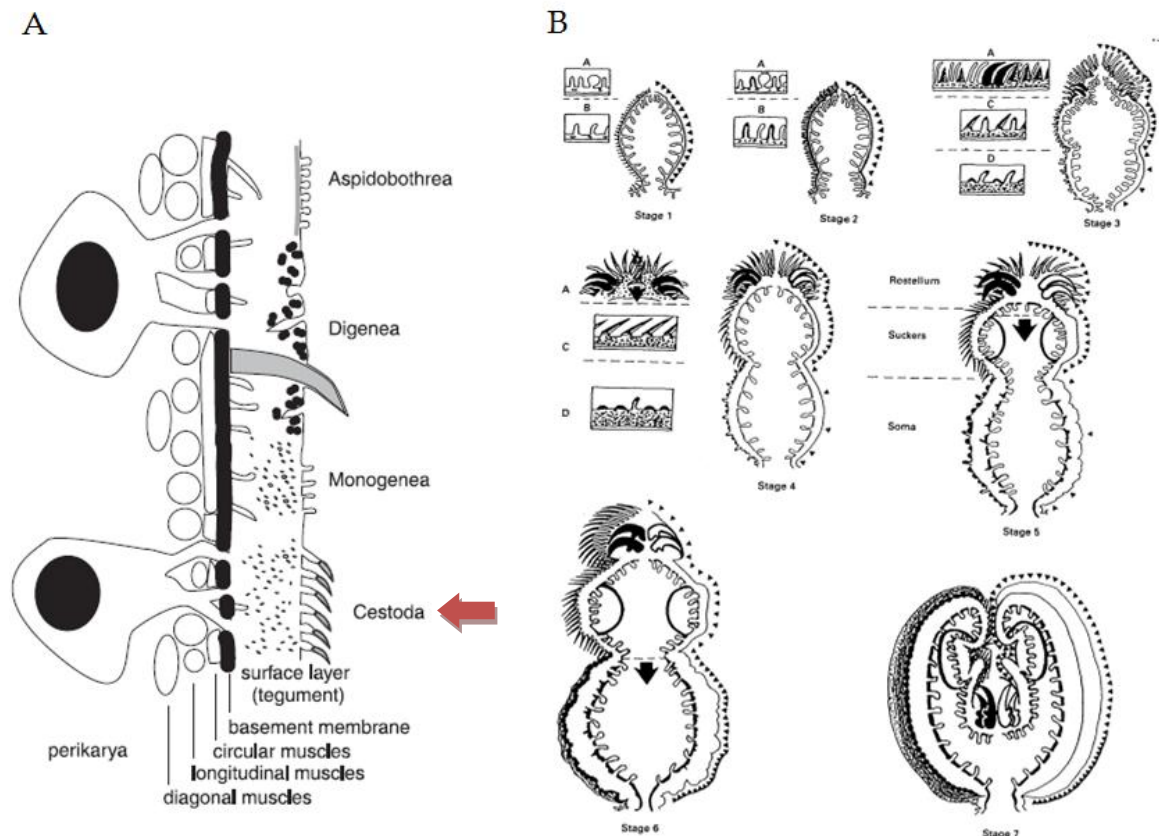 A
B
Aspidobothrea
Digenea
Monogenea
Cestoda
surface layer
(tegument)
basement membrane
perikarya
circular muscles
longitudinal muscles
diagonal muscles
A
B
Stage 1
A
B
Stage 2
A
C
D
Stage 3
A
C
D
Stage 4
Rostellum
Suckers
Soma
Stage 5
Stage 6
Stage 7